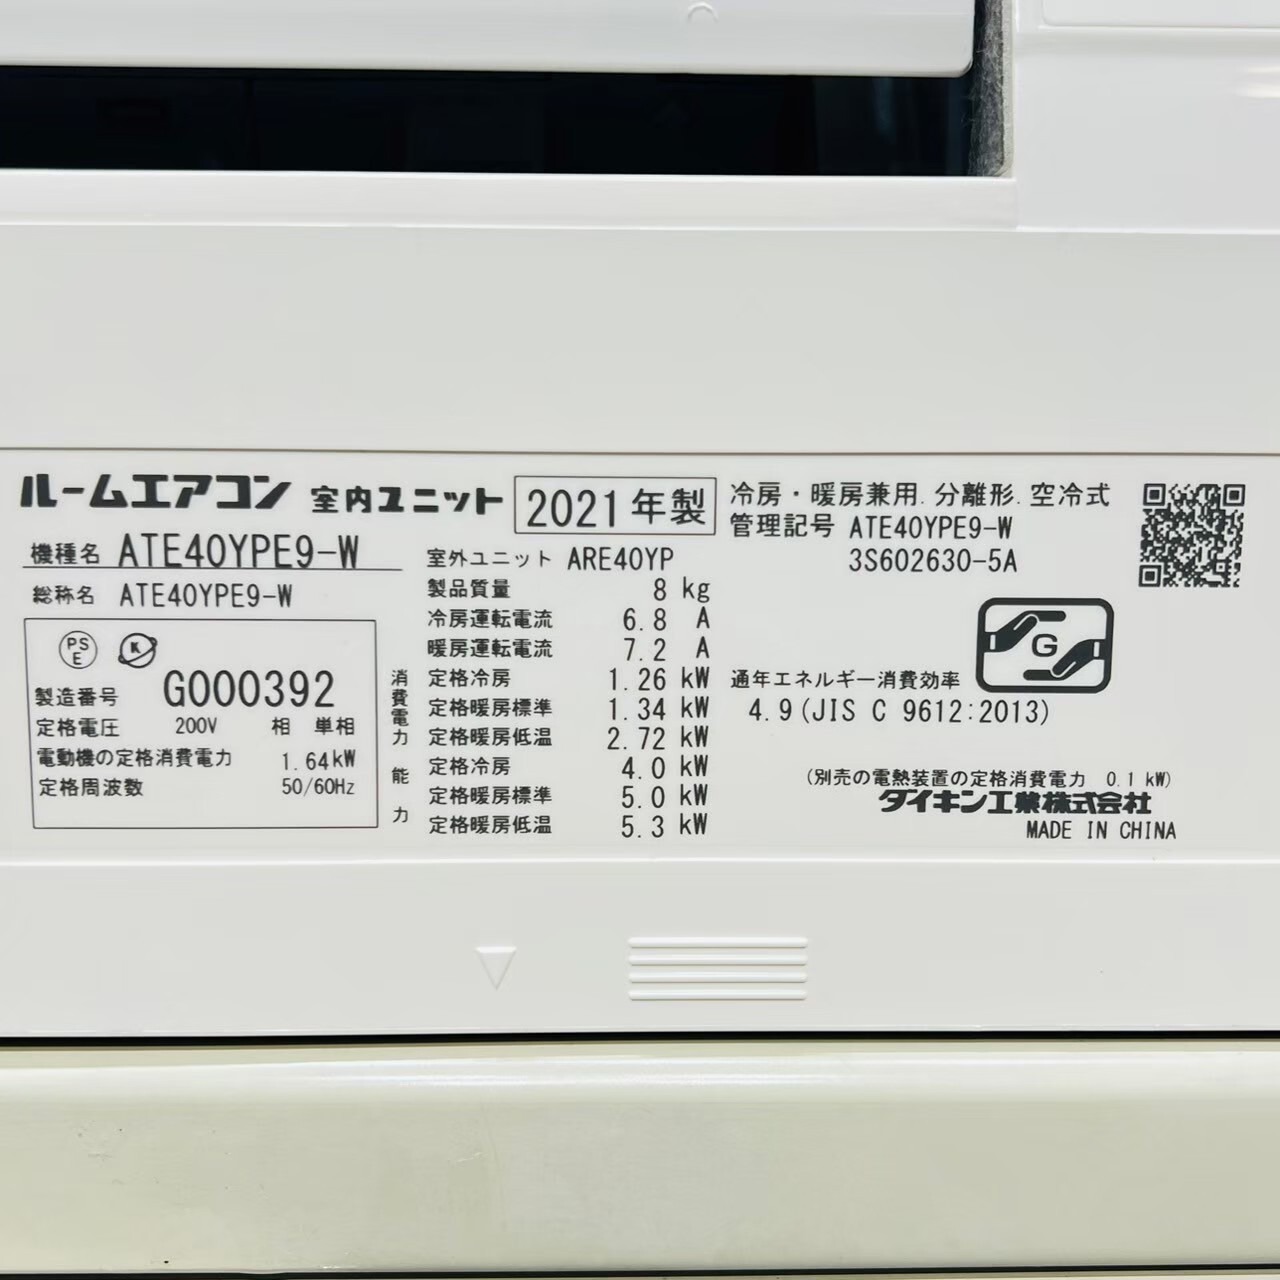 ルームエアコン 室内ユニット 2021年製
機種名 ATE40YPE9-W
総称名 ATE40YPE9-W
PS
E
K
製造番号 G000392
定格電圧 200V 相 単相
電動機の定格消費電力 1.64kW
定格周波数 50/60Hz
室外ユニット ARE40YP
製品質量 8 kg
冷房運転電流 6.8 A
暖房運転電流 7.2 A
消費電力
定格冷房 1.26 kW
定格暖房標準 1.34 kW
定格暖房低温 2.72 kW
能力
定格冷房 4.0 kW
定格暖房標準 5.0 kW
定格暖房低温 5.3 kW
冷房・暖房兼用.分離形.空冷式
管理記号 ATE40YPE9-W
3S602630-5A
G
通年エネルギー消費効率
4.9(JIS C 9612:2013)
(別売の電熱装置の定格消費電力 0.1 kW)
ダイキン工業株式会社
MADE IN CHINA